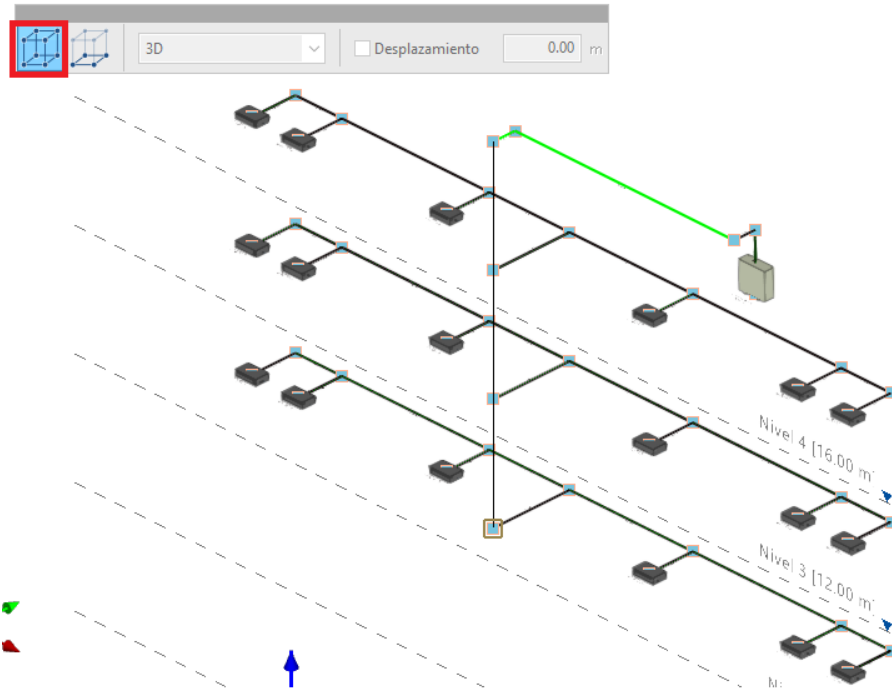 3D
Desplazamiento
0.00 m
Nivel 4 [16.00 m]
Nivel 3 [12.00 m]